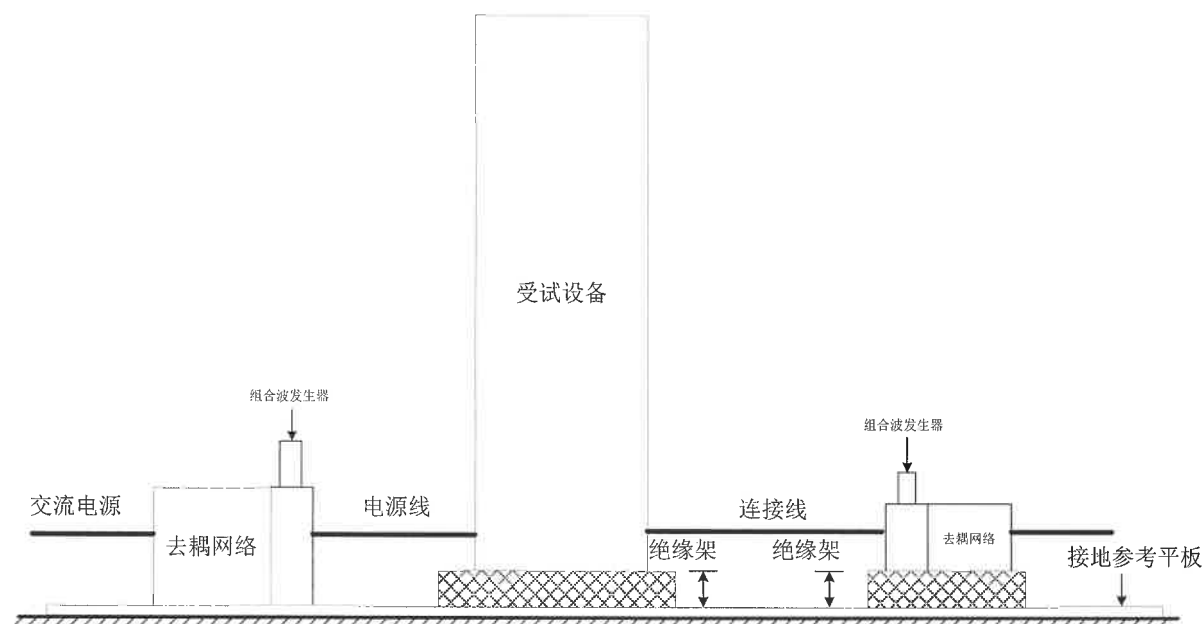 受试设备
组合波发生器
组合波发生器
交流电源
电源线
连接线
去耦网络
去耦网络
绝缘架
绝缘架
接地参考平板